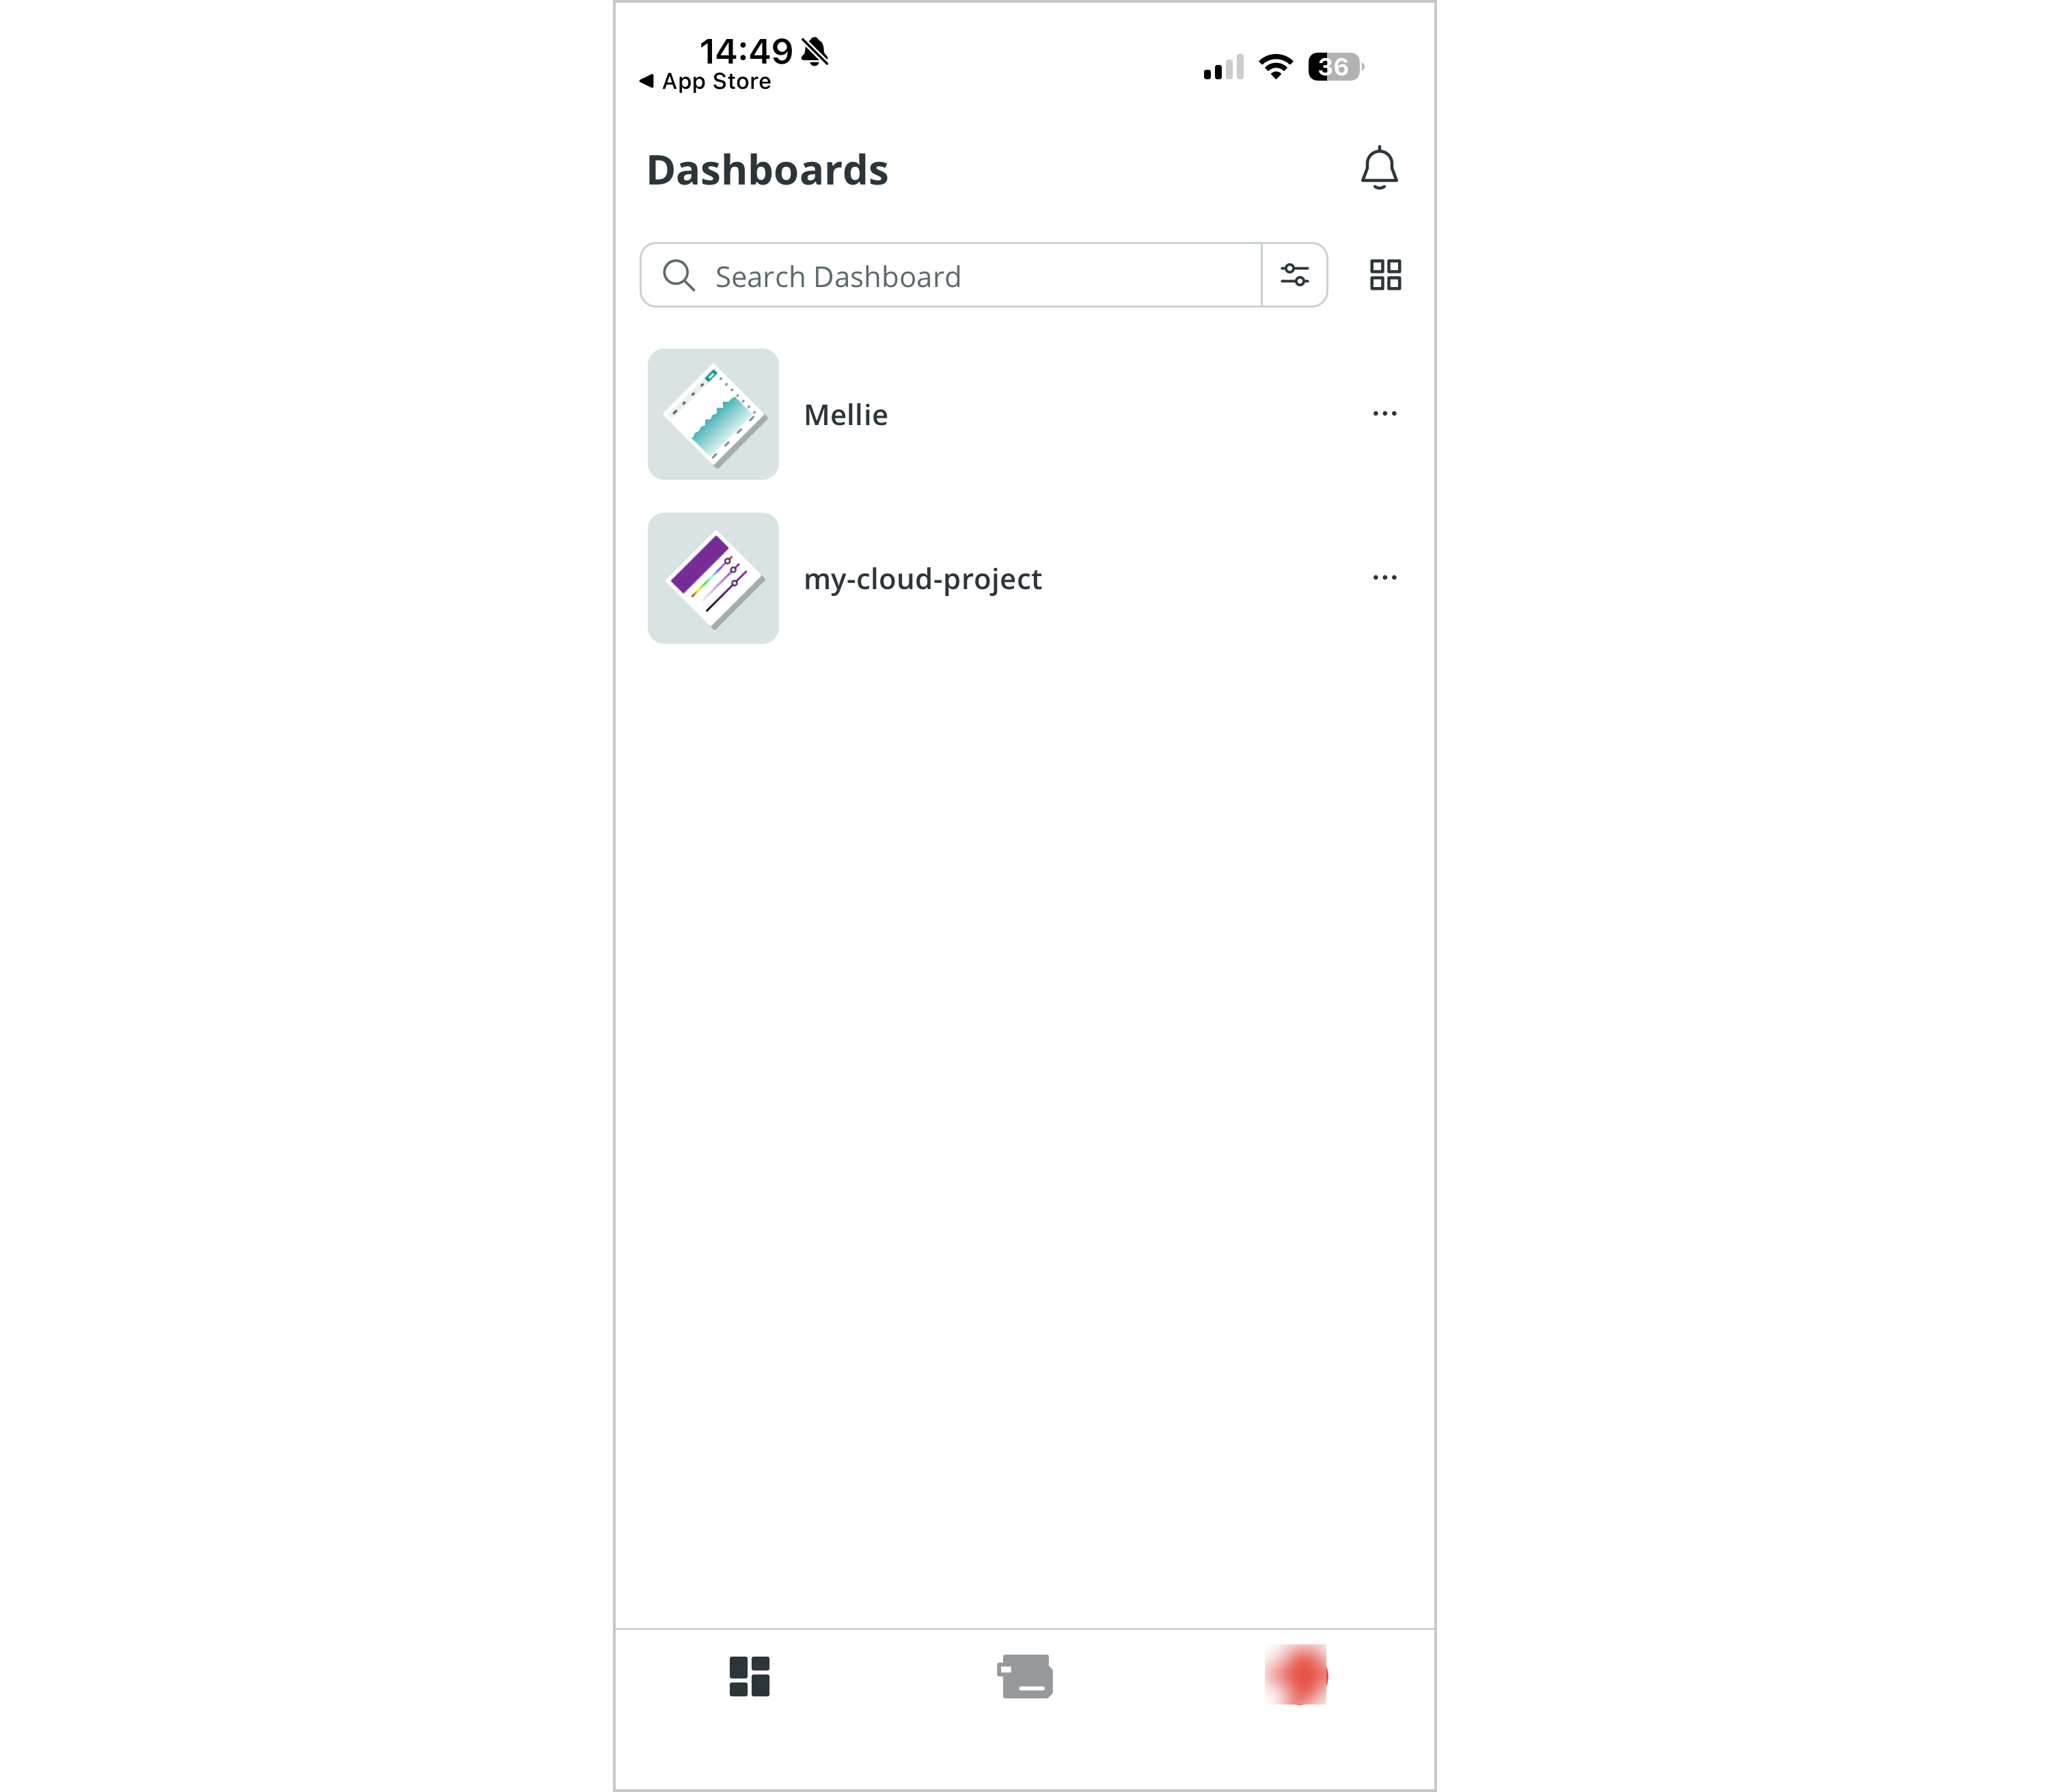 14:49
App Store
36
Dashboards
Search Dashboard
Mellie
my-cloud-project